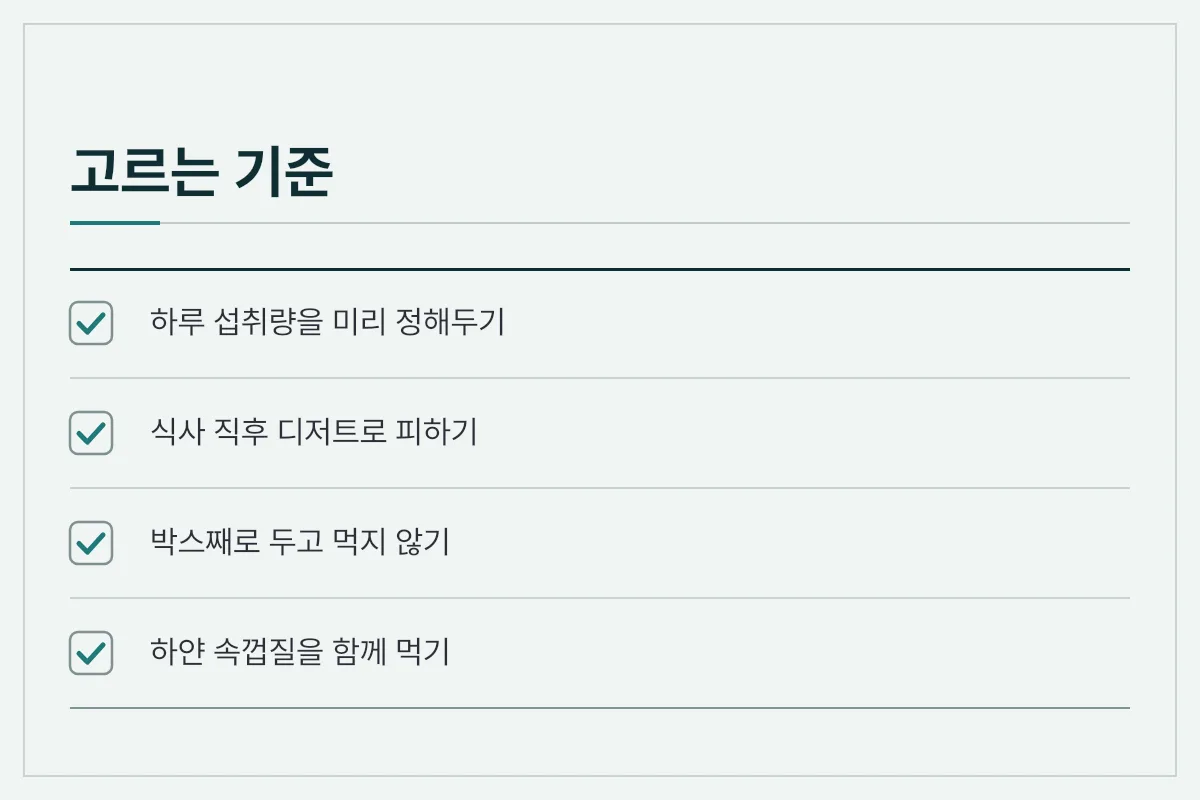 고르는 기준
하루 섭취량을 미리 정해두기
식사 직후 디저트로 피하기
박스째로 두고 먹지 않기
하얀 속껍질을 함께 먹기